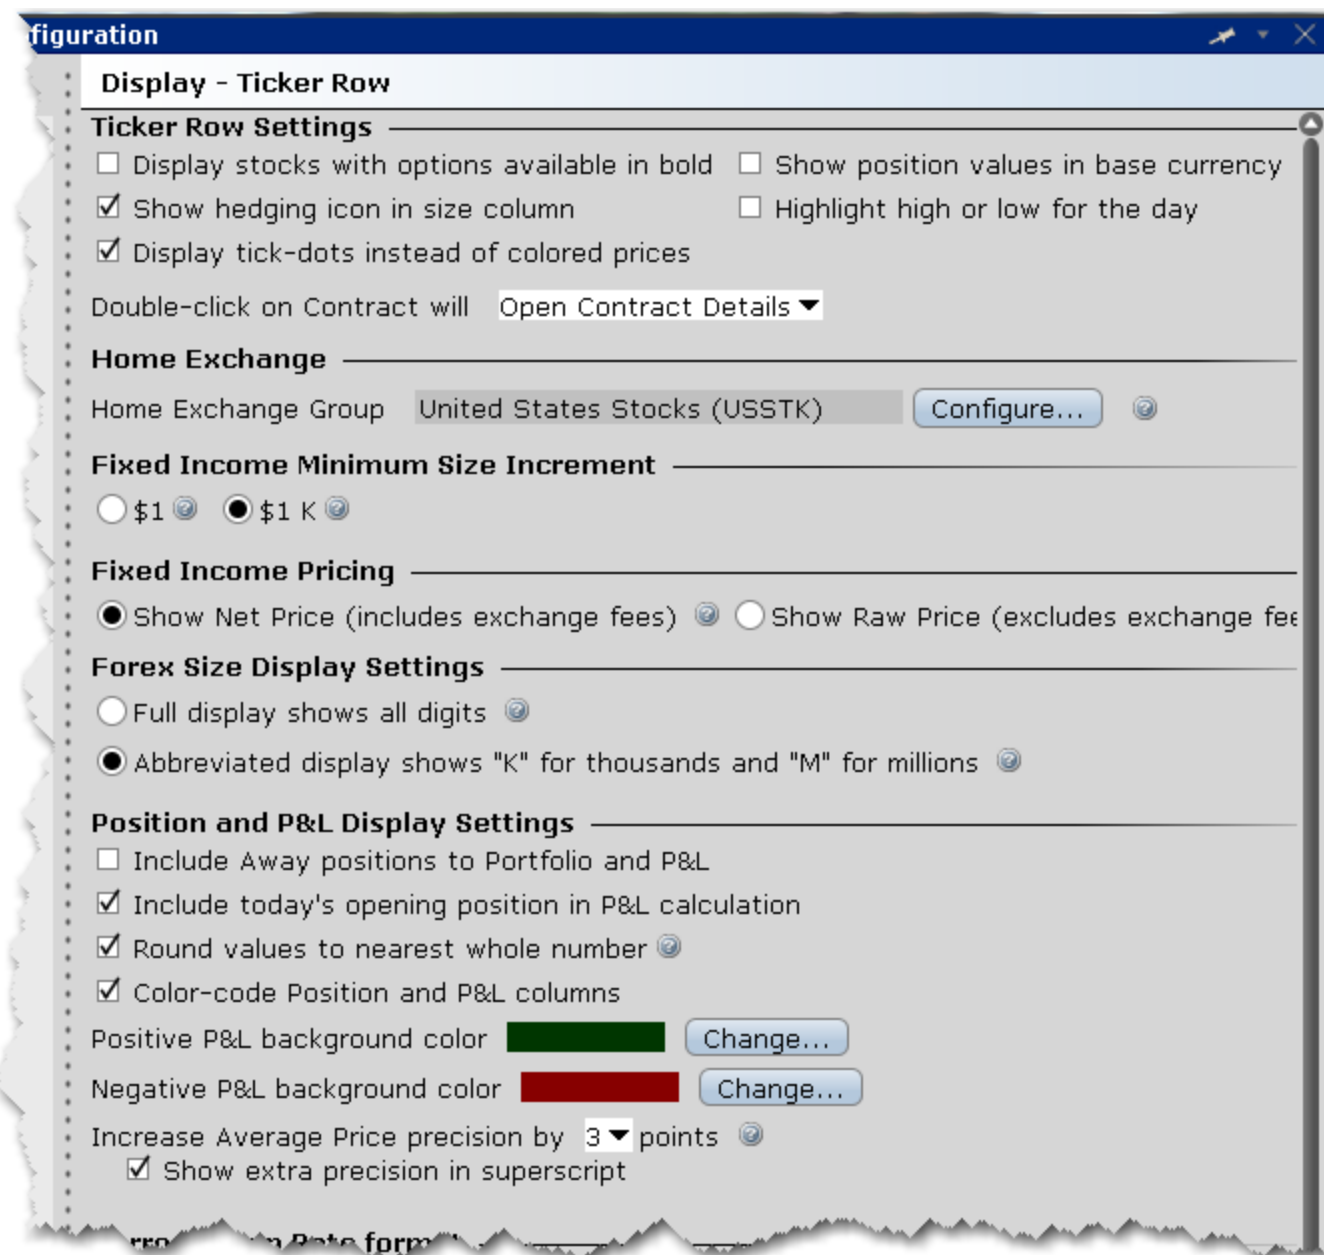 figuration
Display - Ticker Row
Ticker Row Settings
Display stocks with options available in bold Show position values in base currency
Show hedging icon in size column Highlight high or low for the day
Display tick-dots instead of colored prices
Double-click on Contract will Open Contract Details
Home Exchange
Home Exchange Group United States Stocks (USSTK) Configure...
Fixed Income Minimum Size Increment
$1 $1 K
Fixed Income Pricing
Show Net Price (includes exchange fees) Show Raw Price (excludes exchange fee
Forex Size Display Settings
Full display shows all digits
Abbreviated display shows "K" for thousands and "M" for millions
Position and P&L Display Settings
Include Away positions to Portfolio and P&L
Include today's opening position in P&L calculation
Round values to nearest whole number
Color-code Position and P&L columns
Positive P&L background color Change...
Negative P&L background color Change...
Increase Average Price precision by 3 points
Show extra precision in superscript
Rate